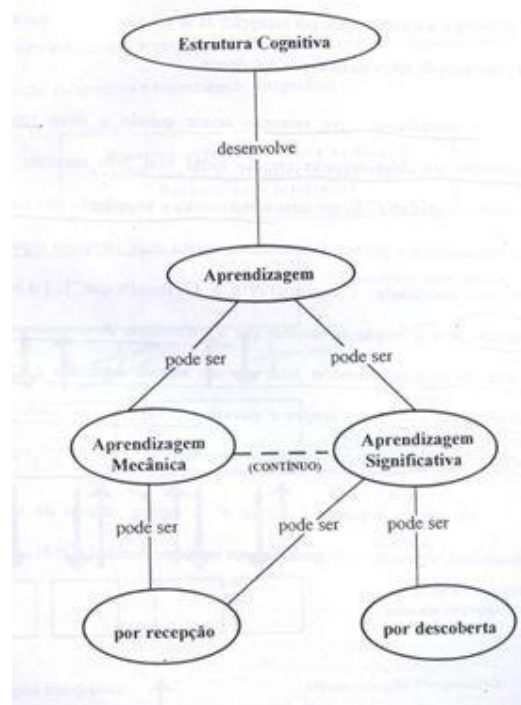 Estrutura Cognitiva
desenvolve
Aprendizagem
pode ser
pode ser
Aprendizagem
Mecânica
(CONTÍNUO)
Aprendizagem
Significativa
pode ser
pode ser
pode ser
por recepção
por descoberta